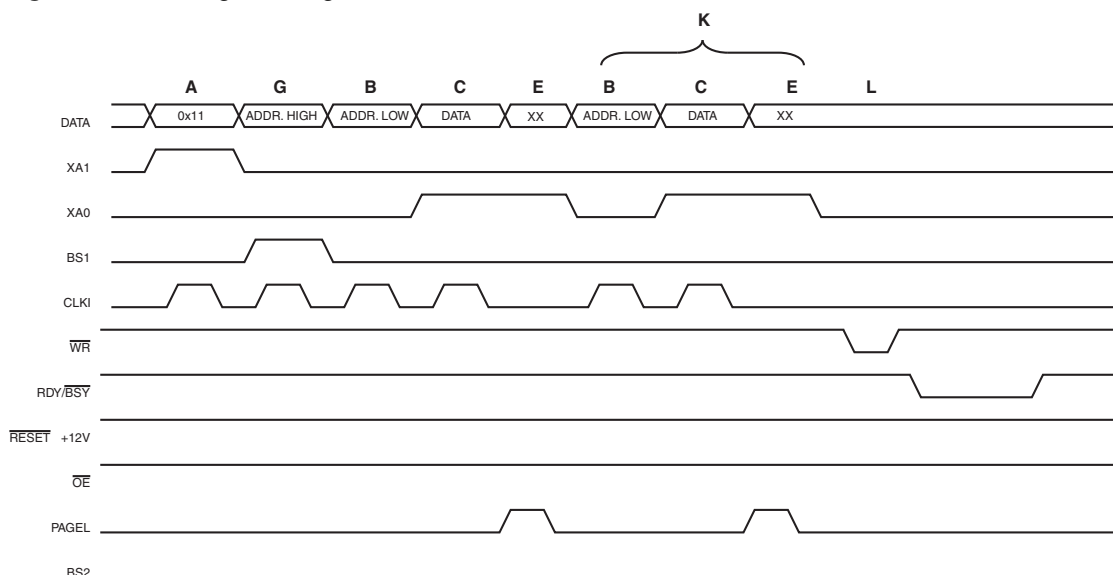 K
A G B C E B C E L
DATA 0x11 ADDR. HIGH ADDR. LOW DATA XX ADDR. LOW DATA XX
XA1
XA0
BS1
CLKI
WR
RDY/BSY
RESET +12V
OE
PAGEL
BS2